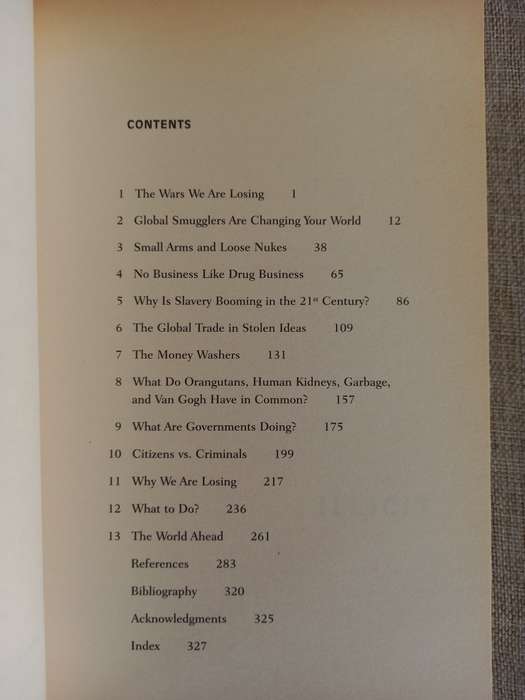 CONTENTS
1 The Wars We Are Losing 1
2 Global Smugglers Are Changing Your World 12
3 Small Arms and Loose Nukes 38
4 No Business Like Drug Business 65
5 Why Is Slavery Booming in the 21st Century? 86
6 The Global Trade in Stolen Ideas 109
7 The Money Washers 131
8 What Do Orangutans, Human Kidneys, Garbage,
and Van Gogh Have in Common? 157
9 What Are Governments Doing? 175
10 Citizens vs. Criminals 199
11 Why We Are Losing 217
12 What to Do? 236
13 The World Ahead 261
References 283
Bibliography 320
Acknowledgments 325
Index 327